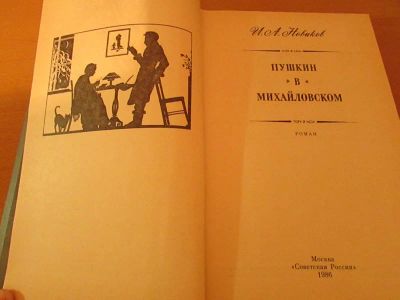 И. А. Новиков
ПУШКИН
В
МИХАЙЛОВСКОМ
РОМАН
Москва
«Советская Россия»
1986